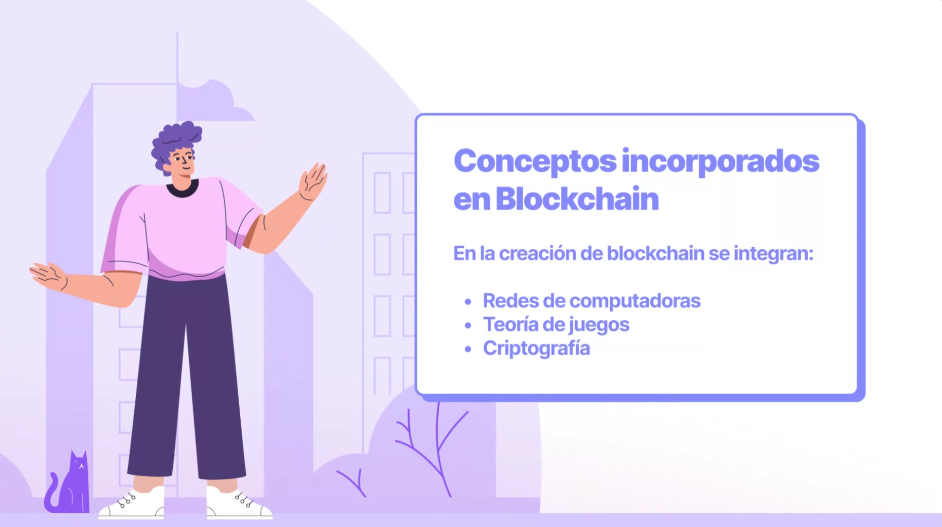 Conceptos incorporados
en Blockchain
En la creación de blockchain se integran:
• Redes de computadoras
• Teoría de juegos
• Criptografía